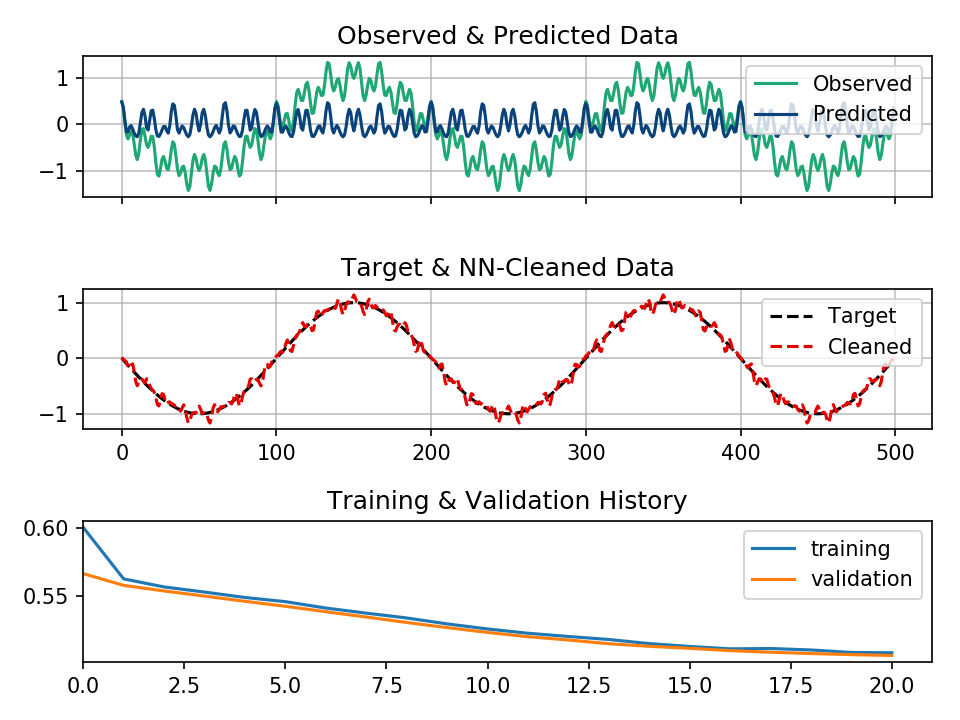 Observed & Predicted Data
1
0
−1
Observed
Predicted
Target & NN-Cleaned Data
1
0
−1
Target
Cleaned
0 100 200 300 400 500
Training & Validation History
0.60
0.55
training
validation
0.0 2.5 5.0 7.5 10.0 12.5 15.0 17.5 20.0